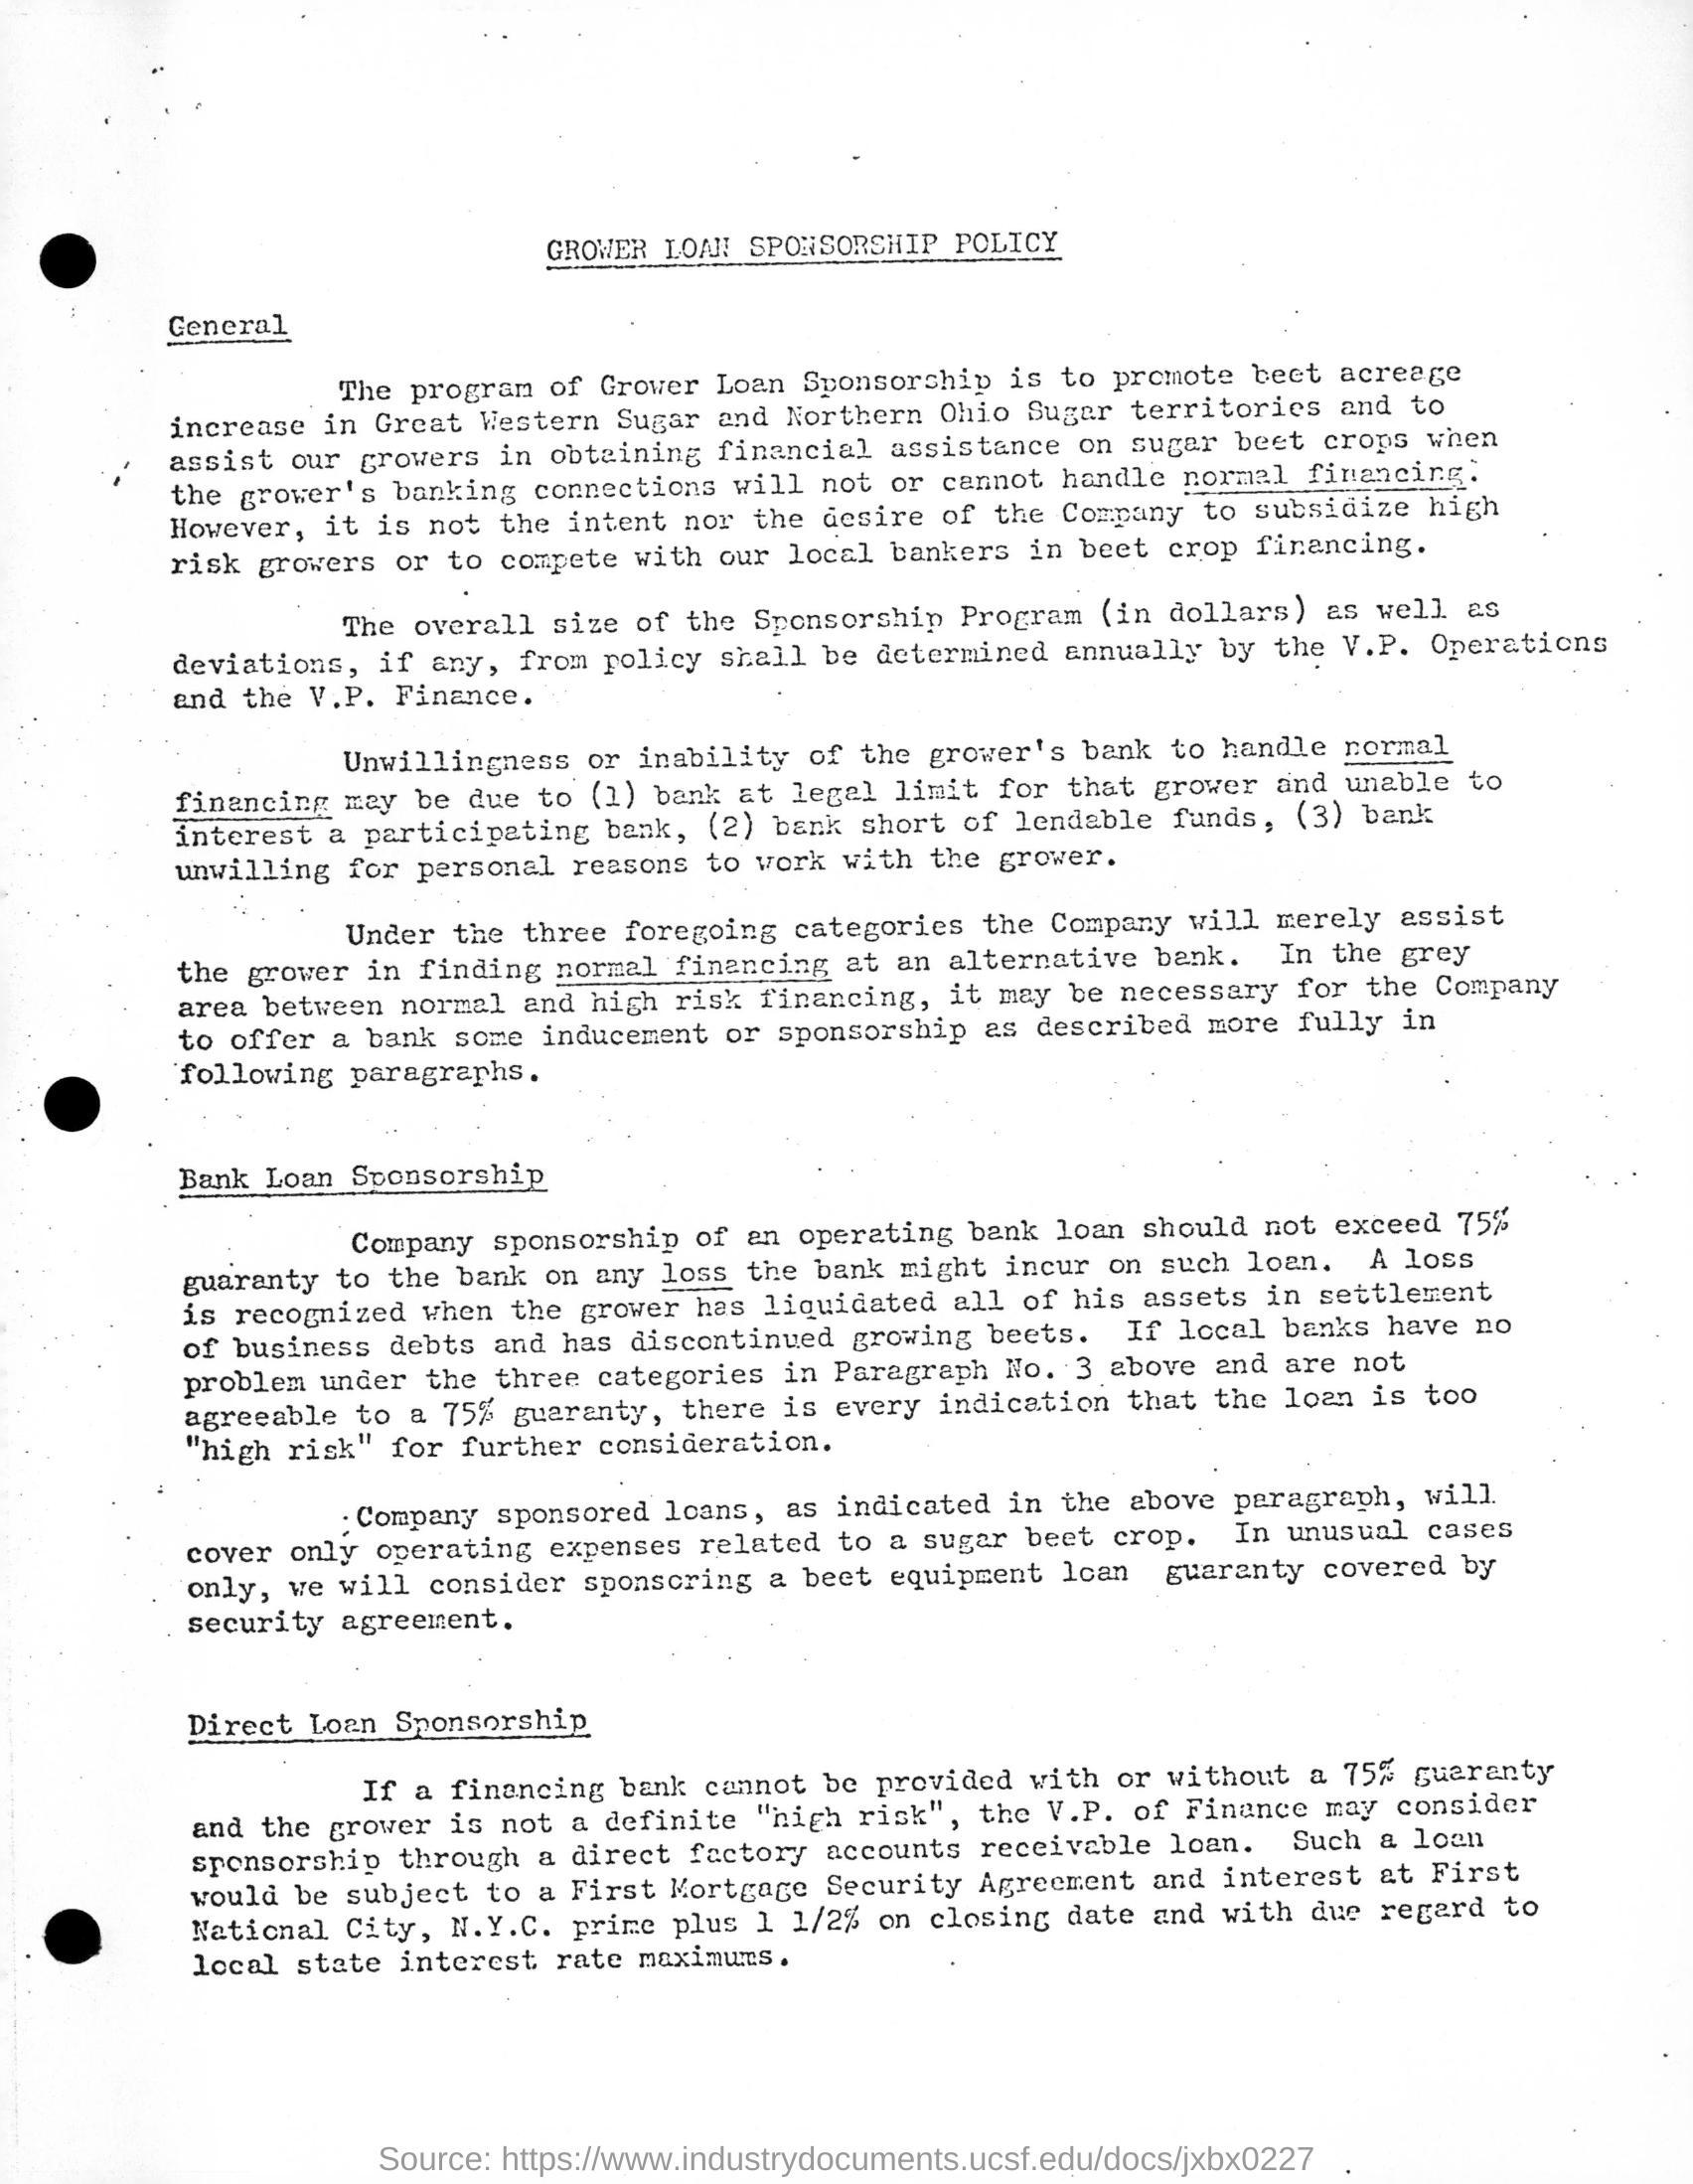 GROWER LOAN SPONSORSHIP POLICY
General
The program of Grower Loan Sponsorship is to promote beet acreage
increase in Great Western Sugar and Northern Ohio Sugar territories and to
assist our growers in obtaining financial assistance on sugar beet crops when
the grower's banking connections will not or cannot handle normal financing.
However, it is not the intent nor the desire of the Company to subsidize high
risk growers or to compete with our local bankers in beet crop financing.
The overall size of the Sponsorship Program (in dollars) as well as
deviations, if any, from policy shall be determined annually by the V.P. Operations
and the V.P. Finance.
Unwillingness or inability of the grower's bank to handle normal
financing may be due to (1) bank at legal limit for that grower and unable to
interest a participating bank, (2) bank short of lendable funds, (3) bank
unwilling for personal reasons to work with the grower.
Under the three foregoing categories the Company will merely assist
the grower in finding normal financing at an alternative bank. In the grey
area between normal and high risk financing, it may be necessary for the Company
to offer a bank some inducement or sponsorship as described more fully in
following paragraphs.
Bank Loan Sponsorship
Company sponsorship of an operating bank loan should not exceed 75%
guaranty to the bank on any loss the bank might incur on such loan. A loss
is recognized when the grower has liquidated all of his assets in settlement
of business debts and has discontinued growing beets. If local banks have no
problem under the three categories in Paragraph No. 3 above and are not
agreeable to a 75% guaranty, there is every indication that the loan is too
"high risk" for further consideration.
Company sponsored loans, as indicated in the above paragraph, will
cover only operating expenses related to a sugar beet crop. In unusual cases
only, we will consider sponsoring a beet equipment loan guaranty covered by
security agreement.
Direct Loan Sponsorship
If a financing bank cannot be provided with or without a 75% guaranty
and the grower is not a definite "high risk", the V.P. of Finance may consider
sponsorship through a direct factory accounts receivable loan. Such a loan
would be subject to a First Mortgage Security Agreement and interest at First
National City, N.Y.C. prime plus 1 1/2% on closing date and with due regard to
local state interest rate maximums.
Source: https://www.industrydocuments.ucsf.edu/docs/jxbx0227